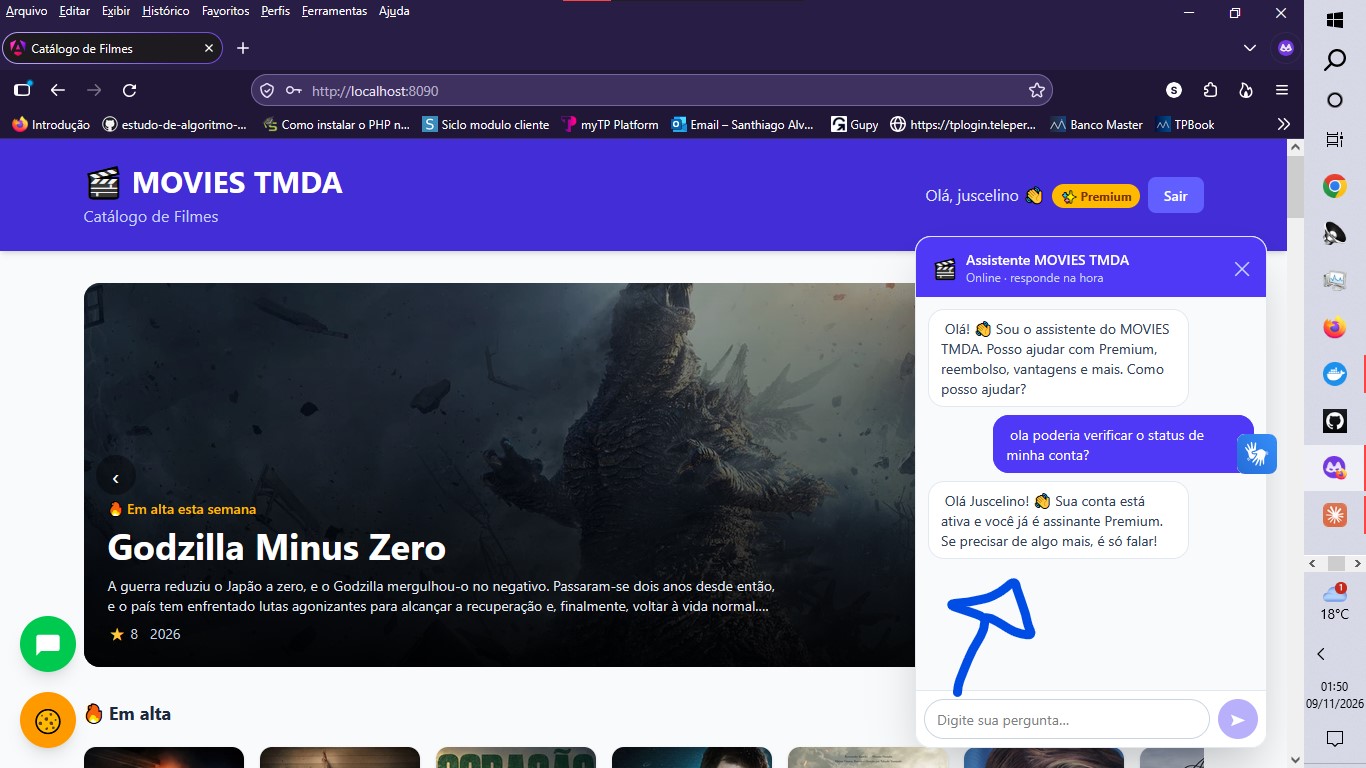 Arquivo Editar Exibir Histórico Favoritos Perfis Ferramentas Ajuda
Catálogo de Filmes
http://localhost:8090
S
Introdução estudo-de-algoritmo-... Como instalar o PHP n... S Siclo modulo cliente myTP Platform Email – Santhiago Alv... Gupy https://tplogin.teleper... Banco Master TPBook
MOVIES TMDA
Catálogo de Filmes
Olá, juscelino Premium Sair
Em alta esta semana
Godzilla Minus Zero
A guerra reduziu o Japão a zero, e o Godzilla mergulhou-o no negativo. Passaram-se dois anos desde então,
e o país tem enfrentado lutas agonizantes para alcançar a recuperação e, finalmente, voltar à vida normal....
8 2026
Em alta
CORAÇÃO
Assistente MOVIES TMDA
Online · responde na hora
Olá! 👋 Sou o assistente do MOVIES
TMDA. Posso ajudar com Premium,
reembolso, vantagens e mais. Como
posso ajudar?
ola poderia verificar o status de
minha conta?
Olá Juscelino! 👋 Sua conta está
ativa e você já é assinante Premium.
Se precisar de algo mais, é só falar!
Digite sua pergunta...
1
18°C
01:50
09/11/2026